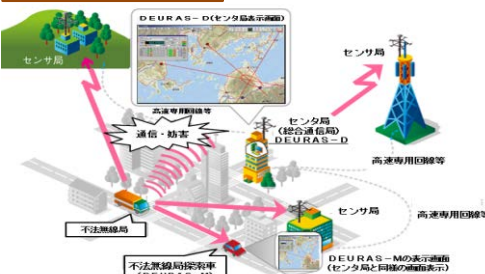 DEURAS-D(センタ局表示画面)
センサ局
センサ局
高速専用回線等
通信・妨害
センタ局
(総合通信局)
DEURAS-D
高速専用回線等
不法無線局
センサ局
高速専用回線等
不法無線局探索車
(DEURAS-M)
DEURAS-Mの表示画面
(センタ局と同様の画面表示)